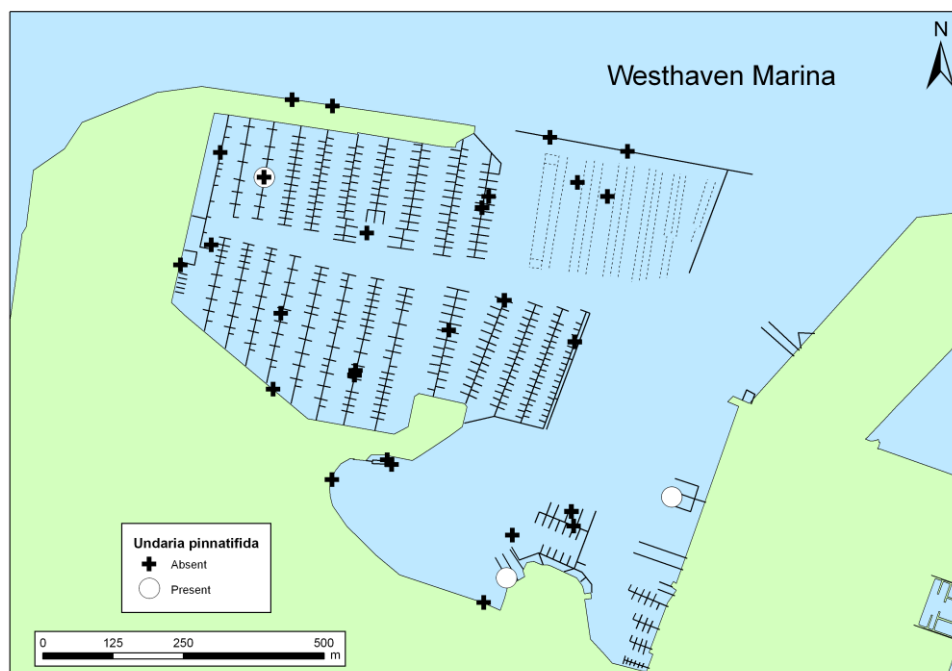 N
Westhaven Marina
Undaria pinnatifida
Absent
Present
0 125 250 500
m